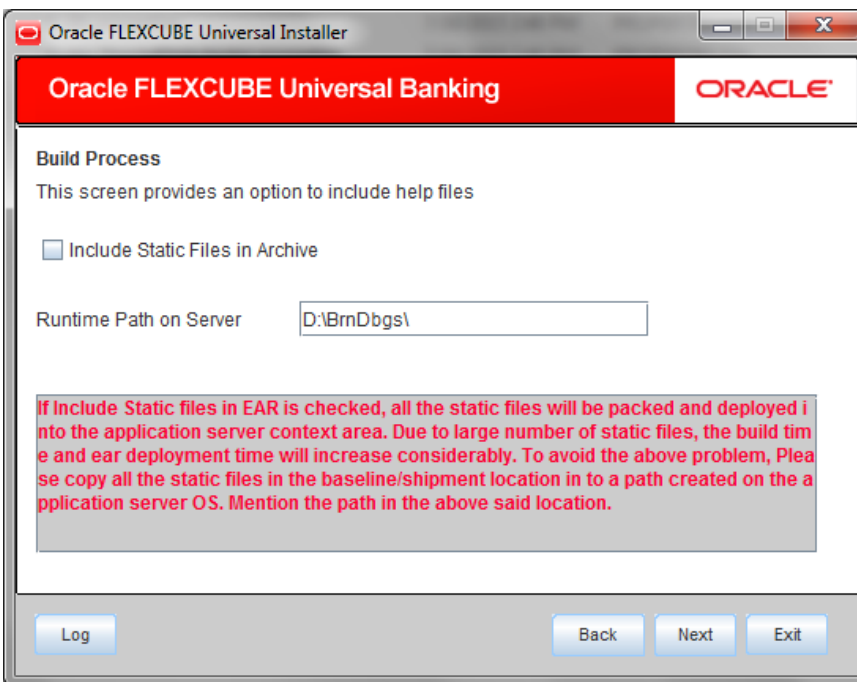 Oracle FLEXCUBE Universal Installer
Oracle FLEXCUBE Universal Banking
ORACLE
Build Process
This screen provides an option to include help files
Include Static Files in Archive
Runtime Path on Server
D:\BrnDbgs\
If Include Static files in EAR is checked, all the static files will be packed and deployed i
nto the application server context area. Due to large number of static files, the build tim
e and ear deployment time will increase considerably. To avoid the above problem, Plea
se copy all the static files in the baseline/shipment location in to a path created on the a
pplication server OS. Mention the path in the above said location.
Log
Back
Next
Exit